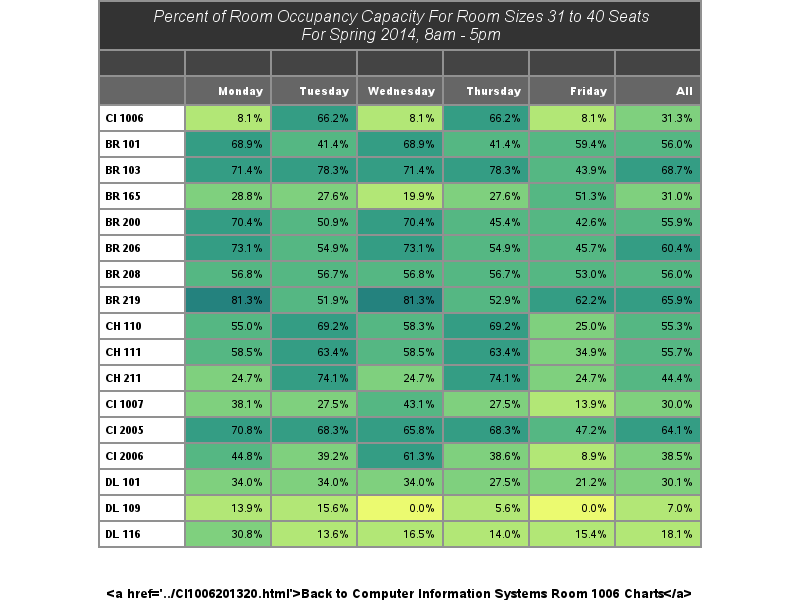 Percent of Room Occupancy Capacity For Room Sizes 31 to 40 Seats
For Spring 2014, 8am - 5pm
Monday Tuesday Wednesday Thursday Friday All
CI 1006 8.1% 66.2% 8.1% 66.2% 8.1% 31.3%
BR 101 68.9% 41.4% 68.9% 41.4% 59.4% 56.0%
BR 103 71.4% 78.3% 71.4% 78.3% 43.9% 68.7%
BR 165 28.8% 27.6% 19.9% 27.6% 51.3% 31.0%
BR 200 70.4% 50.9% 70.4% 45.4% 42.6% 55.9%
BR 206 73.1% 54.9% 73.1% 54.9% 45.7% 60.4%
BR 208 56.8% 56.7% 56.8% 56.7% 53.0% 56.0%
BR 219 81.3% 51.9% 81.3% 52.9% 62.2% 65.9%
CH 110 55.0% 69.2% 58.3% 69.2% 25.0% 55.3%
CH 111 58.5% 63.4% 58.5% 63.4% 34.9% 55.7%
CH 211 24.7% 74.1% 24.7% 74.1% 24.7% 44.4%
CI 1007 38.1% 27.5% 43.1% 27.5% 13.9% 30.0%
CI 2005 70.8% 68.3% 65.8% 68.3% 47.2% 64.1%
CI 2006 44.8% 39.2% 61.3% 38.6% 8.9% 38.5%
DL 101 34.0% 34.0% 34.0% 27.5% 21.2% 30.1%
DL 109 13.9% 15.6% 0.0% 5.6% 0.0% 7.0%
DL 116 30.8% 13.6% 16.5% 14.0% 15.4% 18.1%
<a href='../CI1006201320.html'>Back to Computer Information Systems Room 1006 Charts</a>